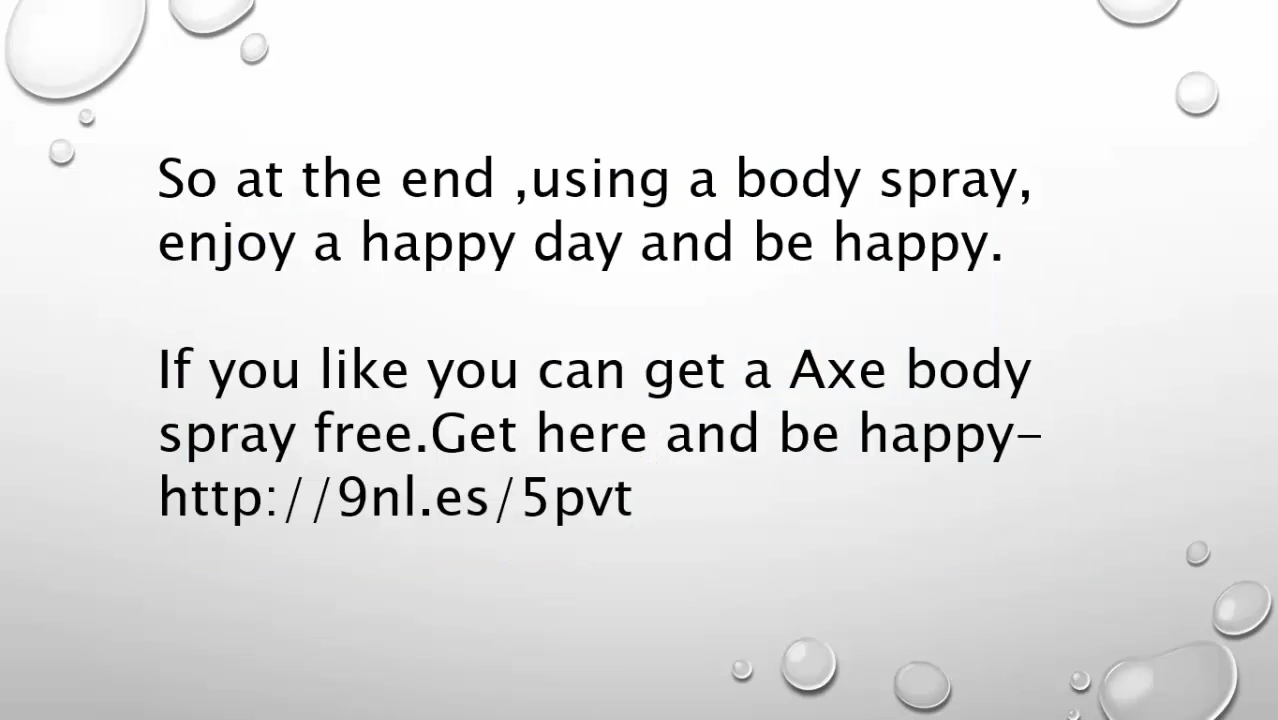 So at the end ,using a body spray,
enjoy a happy day and be happy.
If you like you can get a Axe body
spray free.Get here and be happy-
http://9nl.es/5pvt